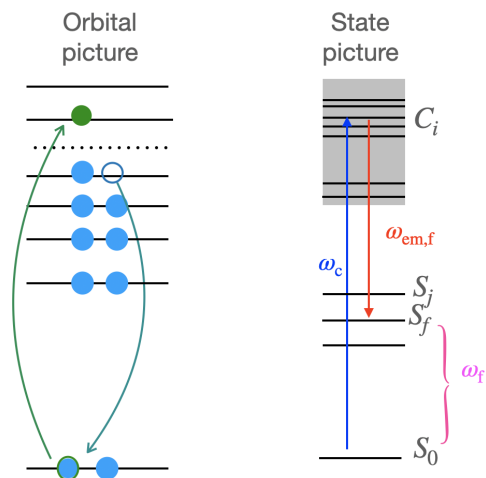 Orbital
picture
State
picture
C_i
ω_em,f
ω_c
S_j
S_f
ω_f
S_0